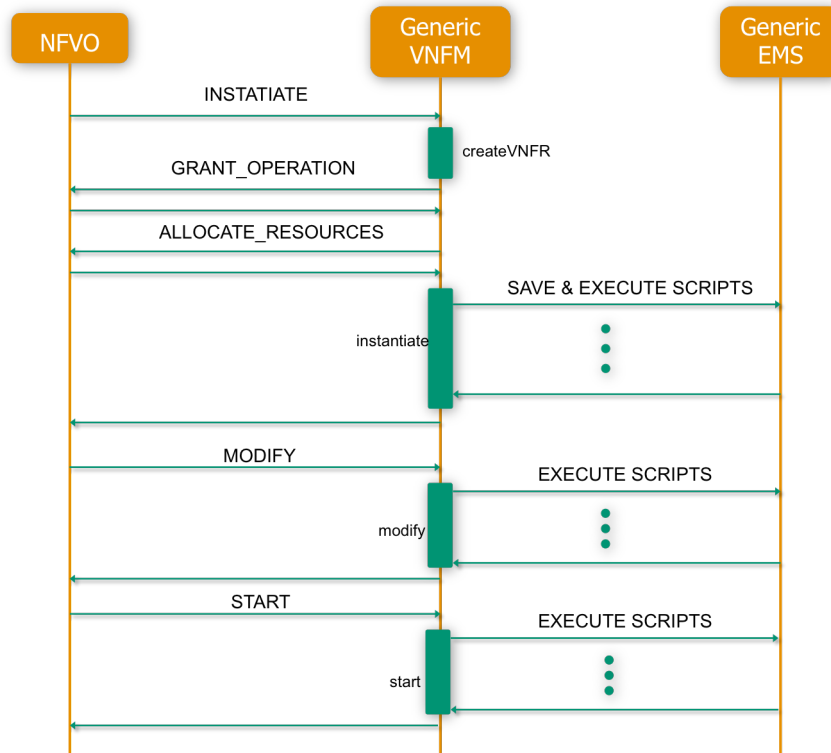 NFVO
Generic
VNFM
Generic
EMS
INSTATIATE
createVNFR
GRANT_OPERATION
ALLOCATE_RESOURCES
SAVE & EXECUTE SCRIPTS
instantiate
MODIFY
EXECUTE SCRIPTS
modify
START
EXECUTE SCRIPTS
start